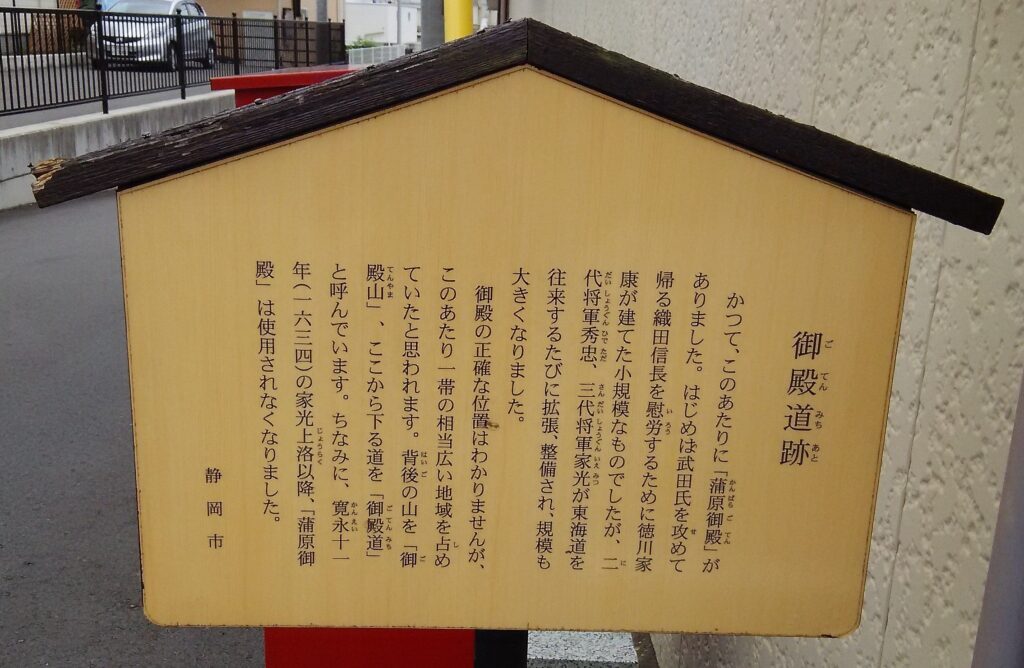 御殿道跡
かつて、このあたりに「蒲原御殿」が
ありました。はじめは武田氏を攻めて
帰る織田信長を慰労するために徳川家
康が建てた小規模なものでしたが、二
代将軍秀忠、三代将軍家光が東海道を
往来するたびに拡張、整備され、規模も
大きくなりました。
御殿の正確な位置はわかりませんが、
このあたり一帯の相当広い地域を占め
ていたと思われます。背後の山を「御
殿山」、ここから下る道を「御殿道」
と呼んでいます。ちなみに、寛永十一
年(一六三四)の家光上洛以降、「蒲原御
殿」は使用されなくなりました。
静岡市